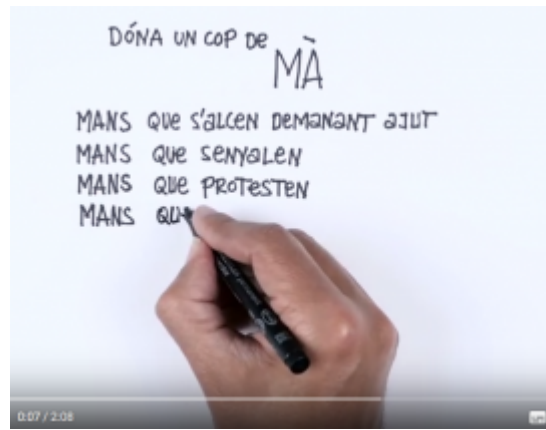 DÓNA UN COP DE
MÀ
MANS QUE S'ALCEN DEMANANT AJUT
MANS QUE SENYALEN
MANS QUE PROTESTEN
MANS QU
0:07 / 2:08